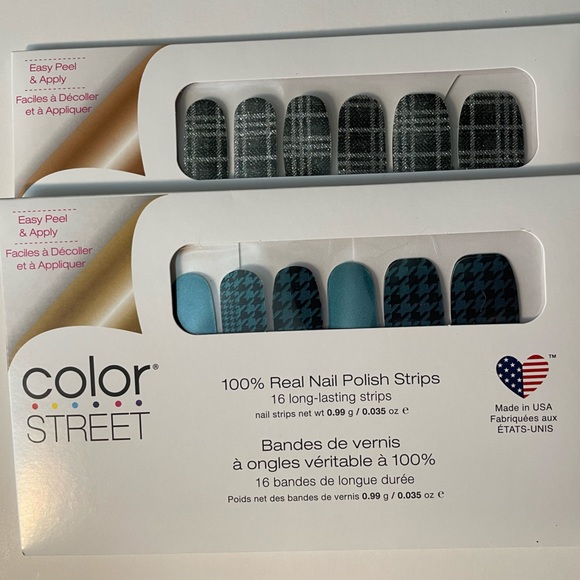 Easy Peel
& Apply
Faciles à Décoller
et à Appliquer
Easy Peel
& Apply
Faciles à Décoller
et à Appliquer
color®
STREET
100% Real Nail Polish Strips
16 long-lasting strips
nail strips net wt 0.99 g / 0.035 oz ℮
Bandes de vernis
à ongles véritable à 100%
16 bandes de longue durée
Poids net des bandes de vernis 0.99 g / 0.035 oz ℮
™
Made in USA
Fabriquées aux
ÉTATS-UNIS